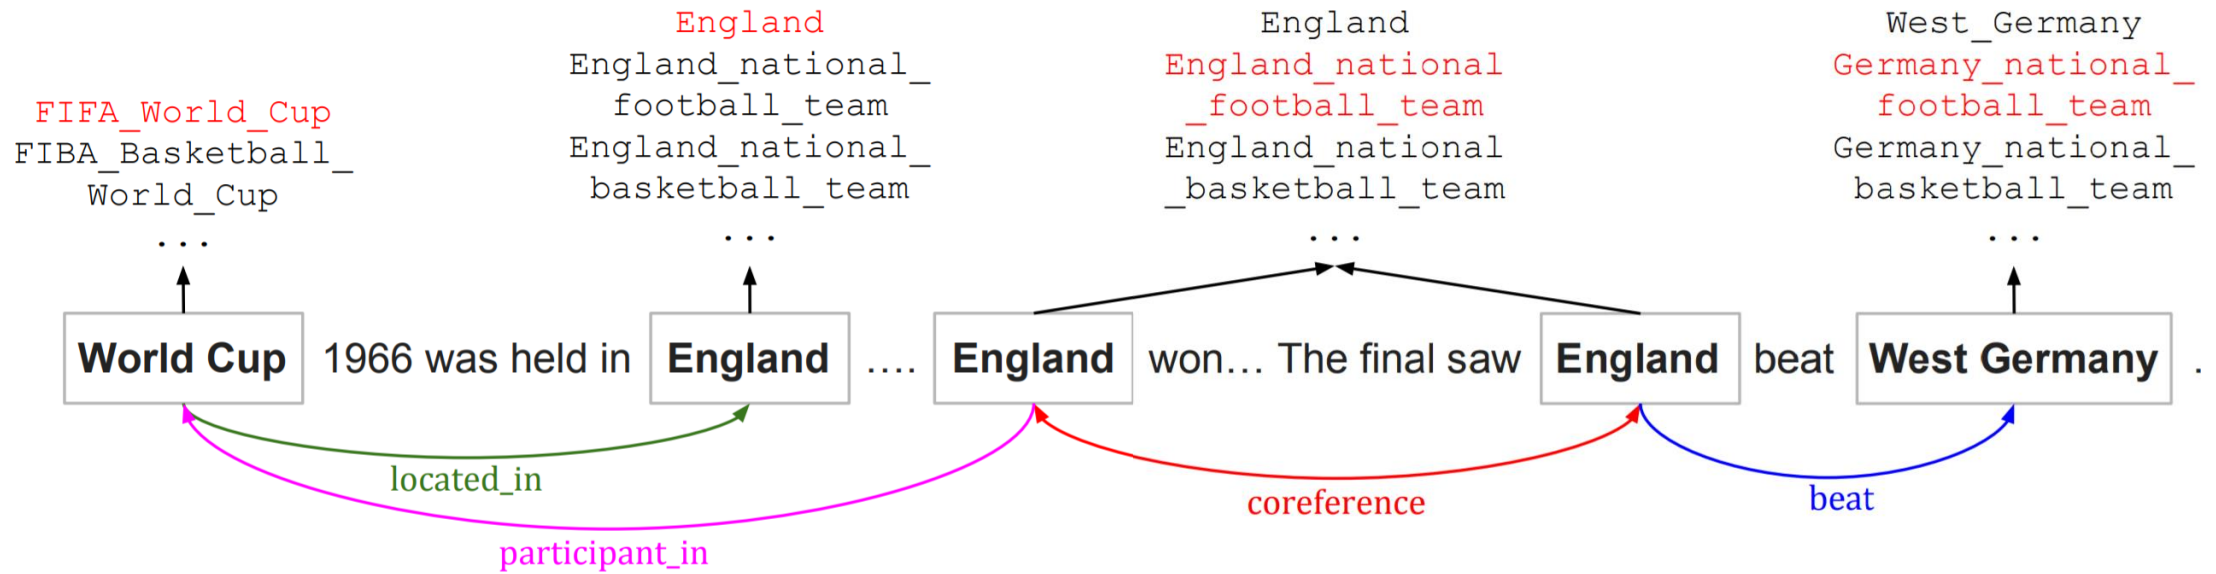 FIFA_World_Cup
FIBA_Basketball_
World_Cup
...
England
England_national_
football_team
England_national_
basketball_team
...
England
England_national
_football_team
England_national
_basketball_team
...
West_Germany
Germany_national_
football_team
Germany_national_
basketball_team
...
World Cup 1966 was held in England .... England won... The final saw England beat West Germany .
located_in
participant_in
coreference
beat